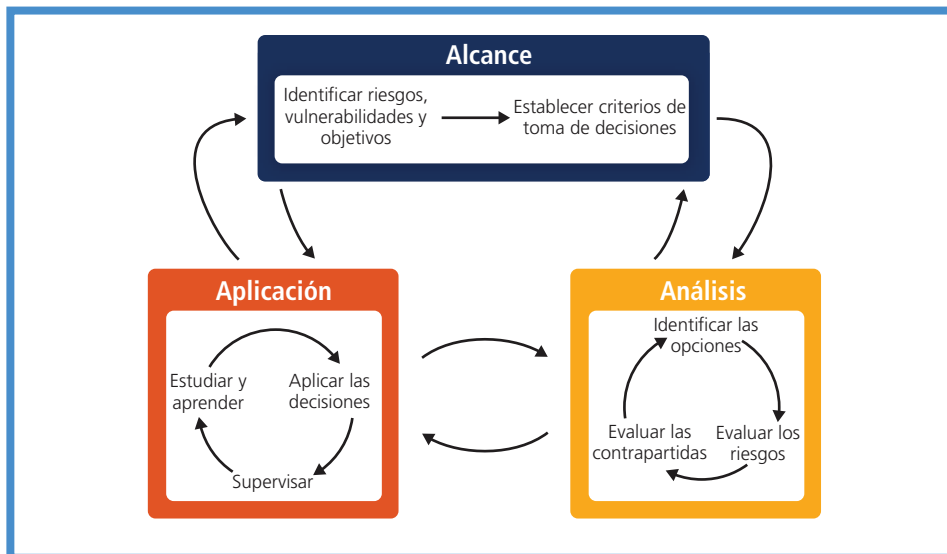 Alcance
Identificar riesgos,
vulnerabilidades y
objetivos
Establecer criterios de
toma de decisiones
Aplicación
Estudiar y
aprender
Aplicar las
decisiones
Supervisar
Análisis
Identificar las
opciones
Evaluar las
contrapartidas
Evaluar los
riesgos